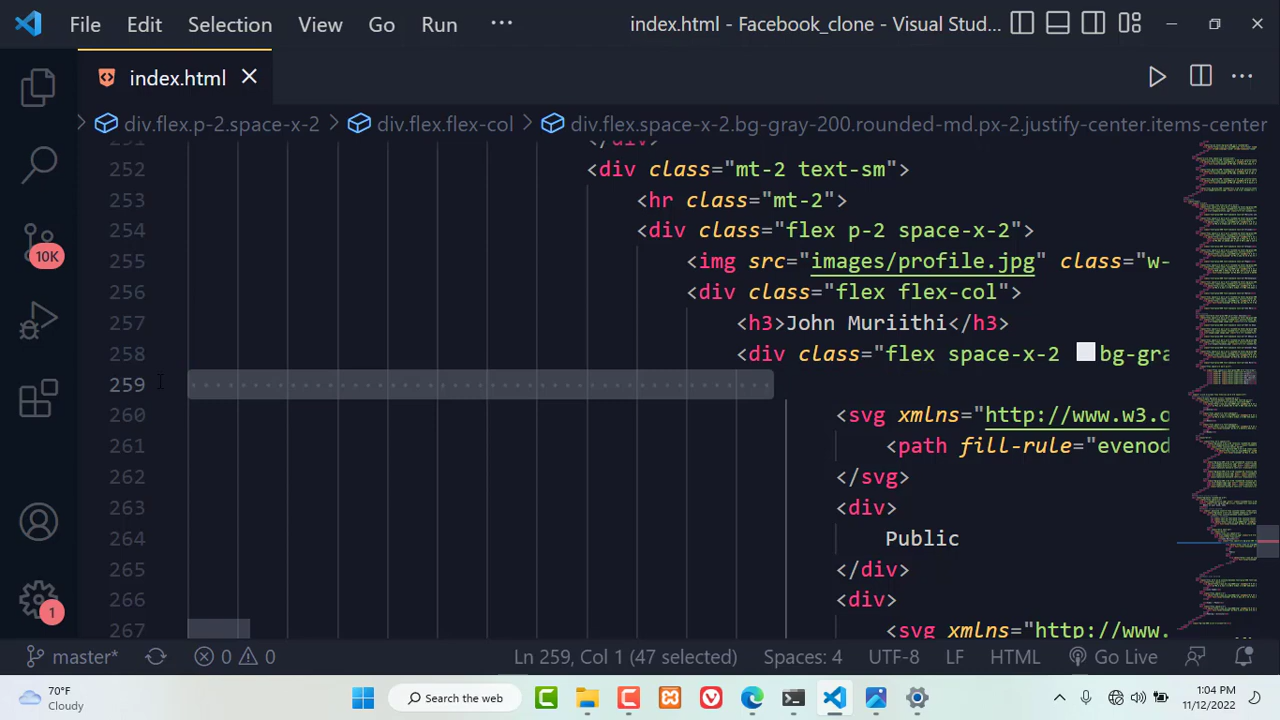 File Edit Selection View Go Run ··· index.html - Facebook_clone - Visual Stud...
index.html
div.flex.p-2.space-x-2 > div.flex.flex-col > div.flex.space-x-2.bg-gray-200.rounded-md.px-2.justify-center.items-center
251 </div>
252 <div class="mt-2 text-sm">
253 <hr class="mt-2">
254 <div class="flex p-2 space-x-2">
255 <img src="images/profile.jpg" class="w-
256 <div class="flex flex-col">
257 <h3>John Muriithi</h3>
258 <div class="flex space-x-2 bg-gra
259
260 <svg xmlns="http://www.w3.o
261 <path fill-rule="evenod
262 </svg>
263 <div>
264 Public
265 </div>
266 <div>
267 <svg xmlns="http://www.
10K
1
master* 0 0 Ln 259, Col 1 (47 selected) Spaces: 4 UTF-8 LF HTML Go Live
70°F
Cloudy
Search the web
1:04 PM
11/12/2022